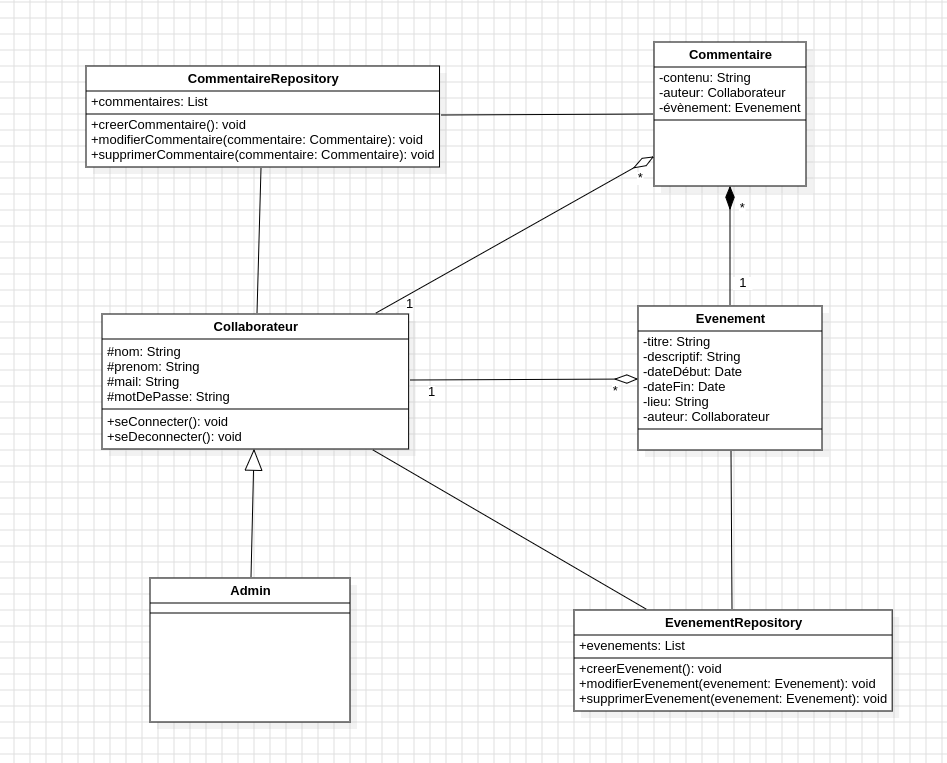 CommentaireRepository
+commentaires: List
+creerCommentaire(): void
+modifierCommentaire(commentaire: Commentaire): void
+supprimerCommentaire(commentaire: Commentaire): void
Commentaire
-contenu: String
-auteur: Collaborateur
-évènement: Evenement
*
*
1
1
Collaborateur
#nom: String
#prenom: String
#mail: String
#motDePasse: String
+seConnecter(): void
+seDeconnecter(): void
1
*
Evenement
-titre: String
-descriptif: String
-dateDébut: Date
-dateFin: Date
-lieu: String
-auteur: Collaborateur
Admin
EvenementRepository
+evenements: List
+creerEvenement(): void
+modifierEvenement(evenement: Evenement): void
+supprimerEvenement(evenement: Evenement): void